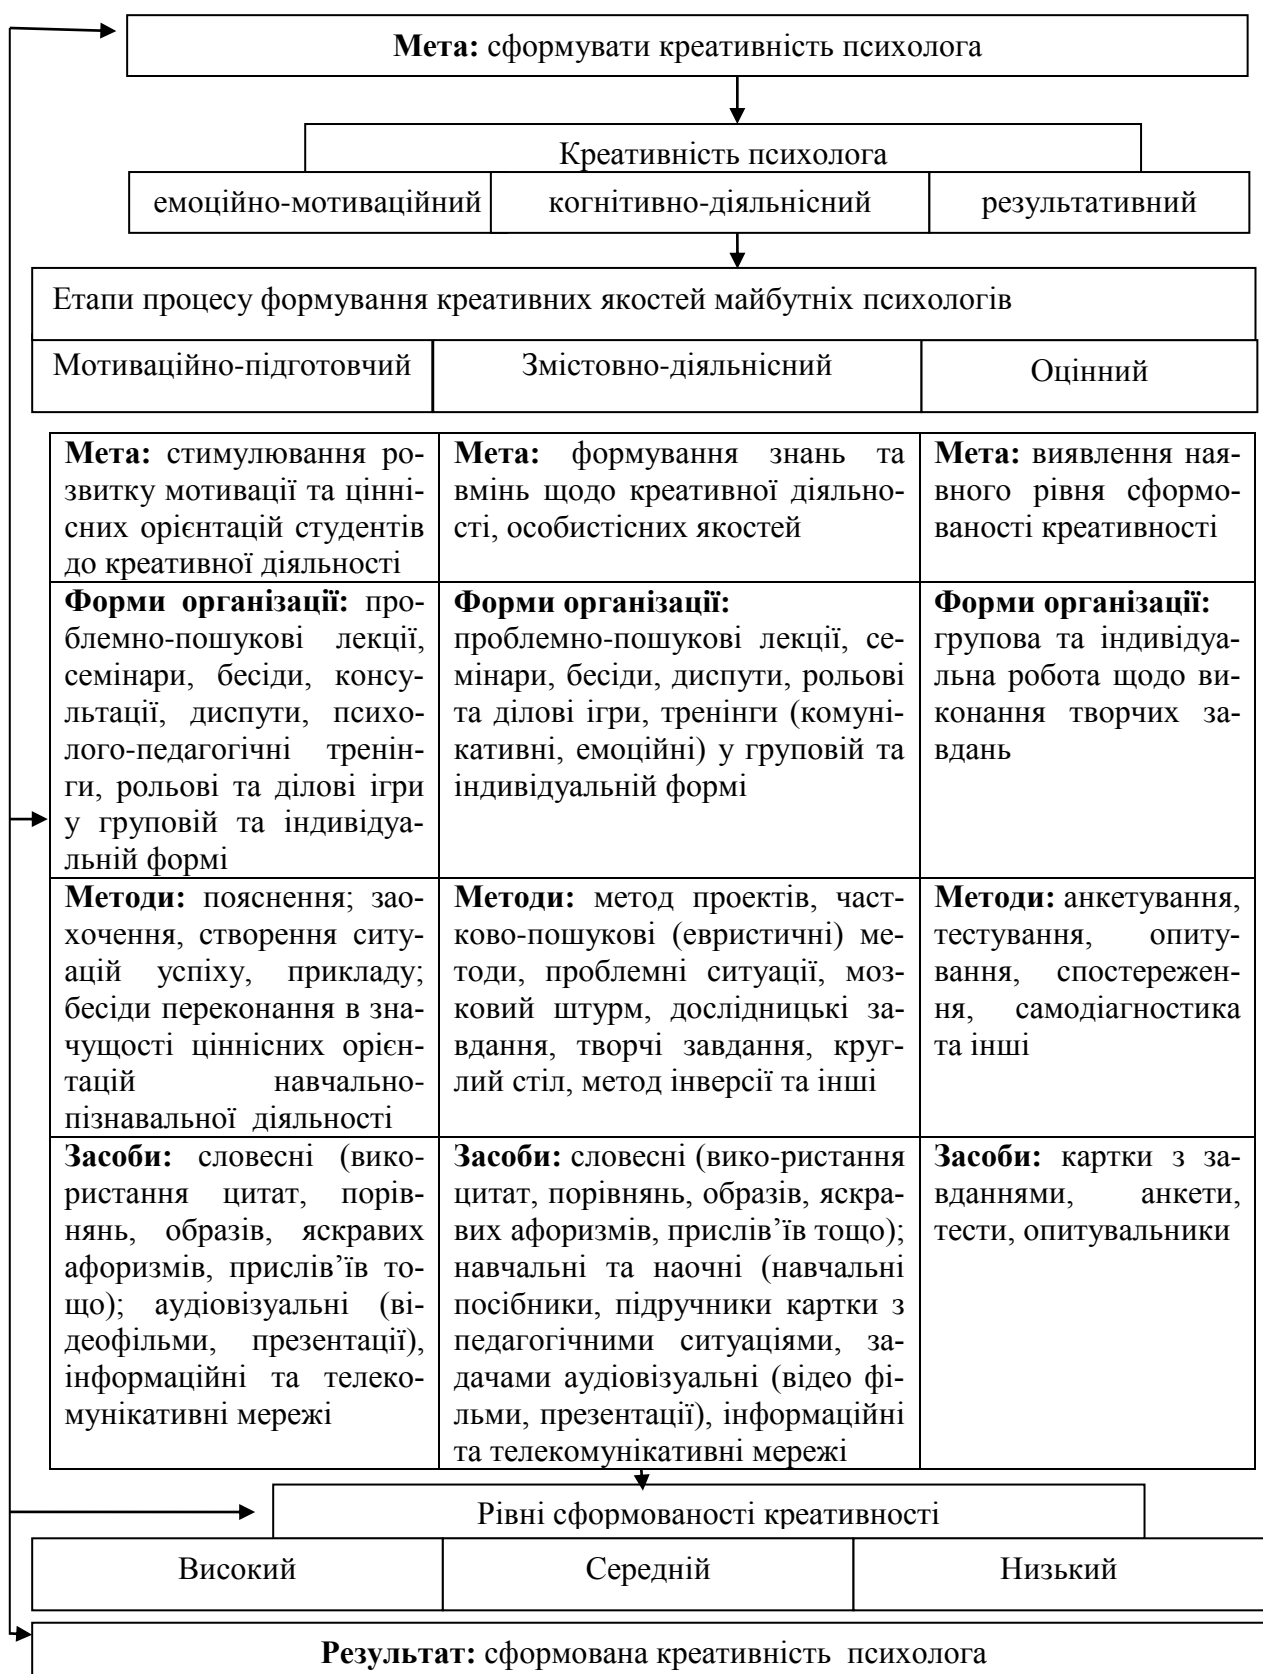 Мета: сформувати креативність психолога
Креативність психолога
емоційно-мотиваційний
когнітивно-діяльнісний
результативний
Етапи процесу формування креативних якостей майбутніх психологів
Мотиваційно-підготовчий
Змістовно-діяльнісний
Оцінний
Мета: стимулювання ро-
звитку мотивації та цінні-
сних орієнтацій студентів
до креативної діяльності
Мета: формування знань та
вмінь щодо креативної діяльно-
сті, особистісних якостей
Мета: виявлення ная-
вного рівня сформо-
ваності креативності
Форми організації: про-
блемно-пошукові лекції,
семінари, бесіди, консу-
льтації, диспути, психо-
лого-педагогічні тренін-
ги, рольові та ділові ігри
у груповій та індивідуа-
льній формі
Форми організації:
проблемно-пошукові лекції, се-
мінари, бесіди, диспути, рольові
та ділові ігри, тренінги (комуні-
кативні, емоційні) у груповій та
індивідуальній формі
Форми організації:
групова та індивідуа-
льна робота щодо ви-
конання творчих за-
вдань
Методи: пояснення; зао-
хочення, створення ситу-
ацій успіху, прикладу;
бесіди переконання в зна-
чущості ціннісних орієн-
тацій навчально-
пізнавальної діяльності
Методи: метод проектів, част-
ково-пошукові (евристичні) ме-
тоди, проблемні ситуації, моз-
ковий штурм, дослідницькі за-
вдання, творчі завдання, круг-
лий стіл, метод інверсії та інші
Методи: анкетування,
тестування, опиту-
вання, спостережен-
ня, самодіагностика
та інші
Засоби: словесні (вико-
ристання цитат, порів-
нянь, образів, яскравих
афоризмів, прислів’їв то-
що); аудіовізуальні (ві-
деофільми, презентації),
інформаційні та телеко-
мунікативні мережі
Засоби: словесні (вико-ристання
цитат, порівнянь, образів, яскра-
вих афоризмів, прислів’їв тощо);
навчальні та наочні (навчальні
посібники, підручники картки з
педагогічними ситуаціями, за-
дачами аудіовізуальні (відео фі-
льми, презентації), інформаційні
та телекомунікативні мережі
Засоби: картки з за-
вданнями, анкети,
тести, опитувальники
Рівні сформованості креативності
Високий
Середній
Низький
Результат: сформована креативність психолога